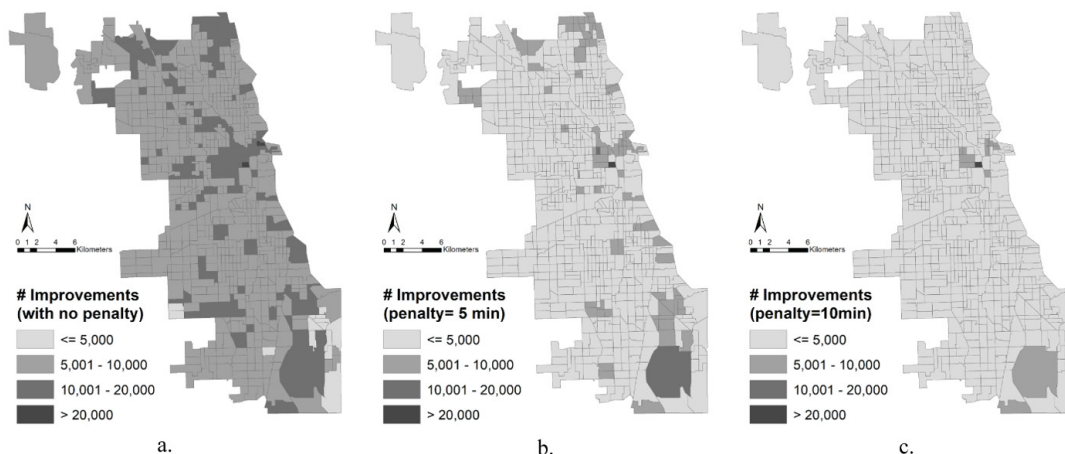 N
0 1 2 4 6
Kilometers
# Improvements
(with no penalty)
<= 5,000
5,001 - 10,000
10,001 - 20,000
> 20,000
a.
N
0 1 2 4 6
Kilometers
# Improvements
(penalty= 5 min)
<= 5,000
5,001 - 10,000
10,001 - 20,000
> 20,000
b.
N
0 1 2 4 6
Kilometers
# Improvements
(penalty=10min)
<= 5,000
5,001 - 10,000
10,001 - 20,000
> 20,000
c.